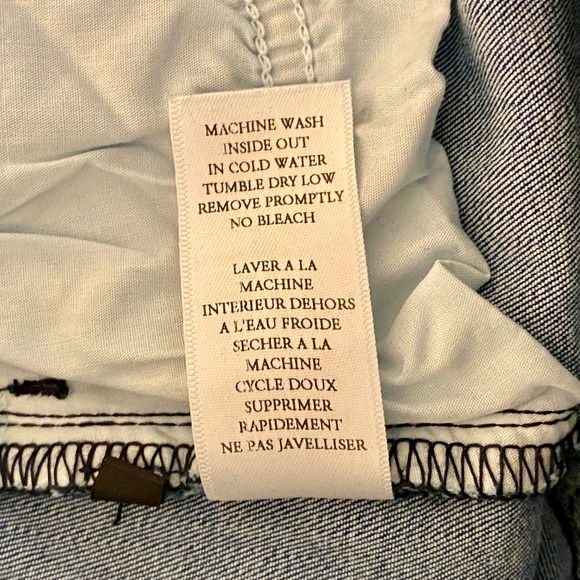 MACHINE WASH
INSIDE OUT
IN COLD WATER
TUMBLE DRY LOW
REMOVE PROMPTLY
NO BLEACH
LAVER A LA
MACHINE
INTERIEUR DEHORS
A L'EAU FROIDE
SECHER A LA
MACHINE
CYCLE DOUX
SUPPRIMER
RAPIDEMENT
NE PAS JAVELLISER